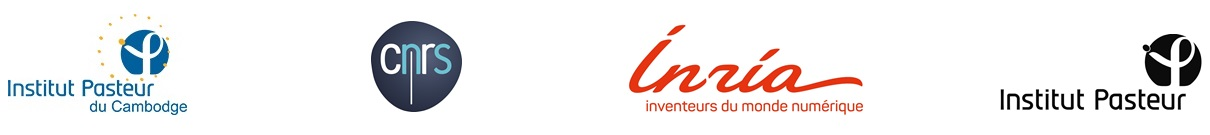 Institut Pasteur
du Cambodge
cnrs
inria
inventeurs du monde numérique
Institut Pasteur